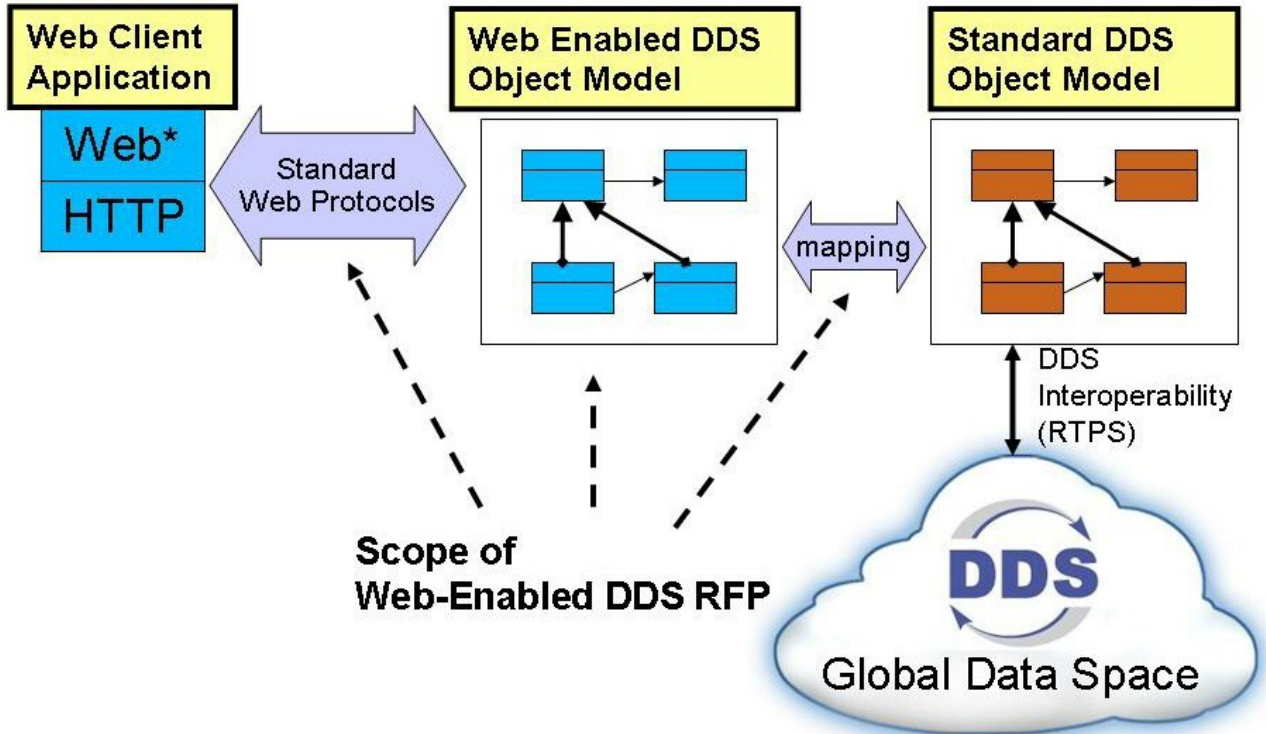 Web Client
Application
Web*
HTTP
Standard
Web Protocols
Web Enabled DDS
Object Model
mapping
Standard DDS
Object Model
DDS
Interoperability
(RTPS)
Scope of
Web-Enabled DDS RFP
DDS
Global Data Space